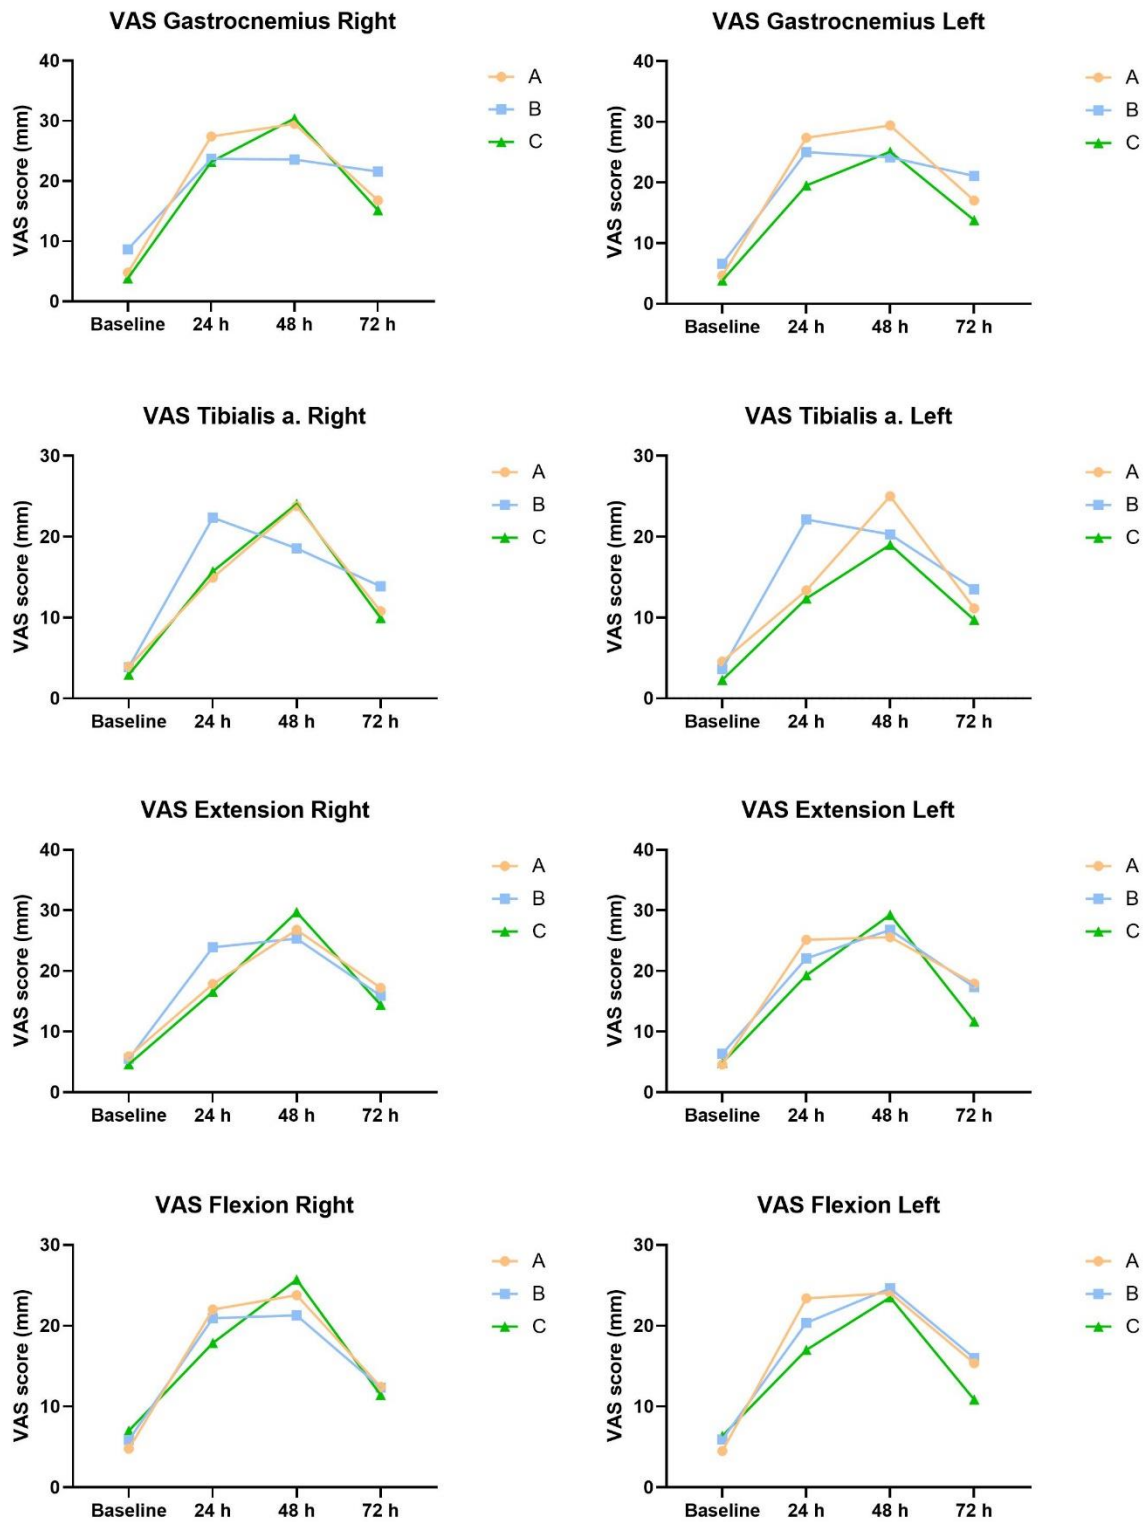 VAS Gastrocnemius Right
VAS score (mm)
40
30
20
10
0
Baseline 24 h 48 h 72 h
A
B
C
VAS Gastrocnemius Left
VAS score (mm)
40
30
20
10
0
Baseline 24 h 48 h 72 h
A
B
C
VAS Tibialis a. Right
VAS score (mm)
30
20
10
0
Baseline 24 h 48 h 72 h
A
B
C
VAS Tibialis a. Left
VAS score (mm)
30
20
10
0
Baseline 24 h 48 h 72 h
A
B
C
VAS Extension Right
VAS score (mm)
40
30
20
10
0
Baseline 24 h 48 h 72 h
A
B
C
VAS Extension Left
VAS score (mm)
40
30
20
10
0
Baseline 24 h 48 h 72 h
A
B
C
VAS Flexion Right
VAS score (mm)
30
20
10
0
Baseline 24 h 48 h 72 h
A
B
C
VAS Flexion Left
VAS score (mm)
30
20
10
0
Baseline 24 h 48 h 72 h
A
B
C